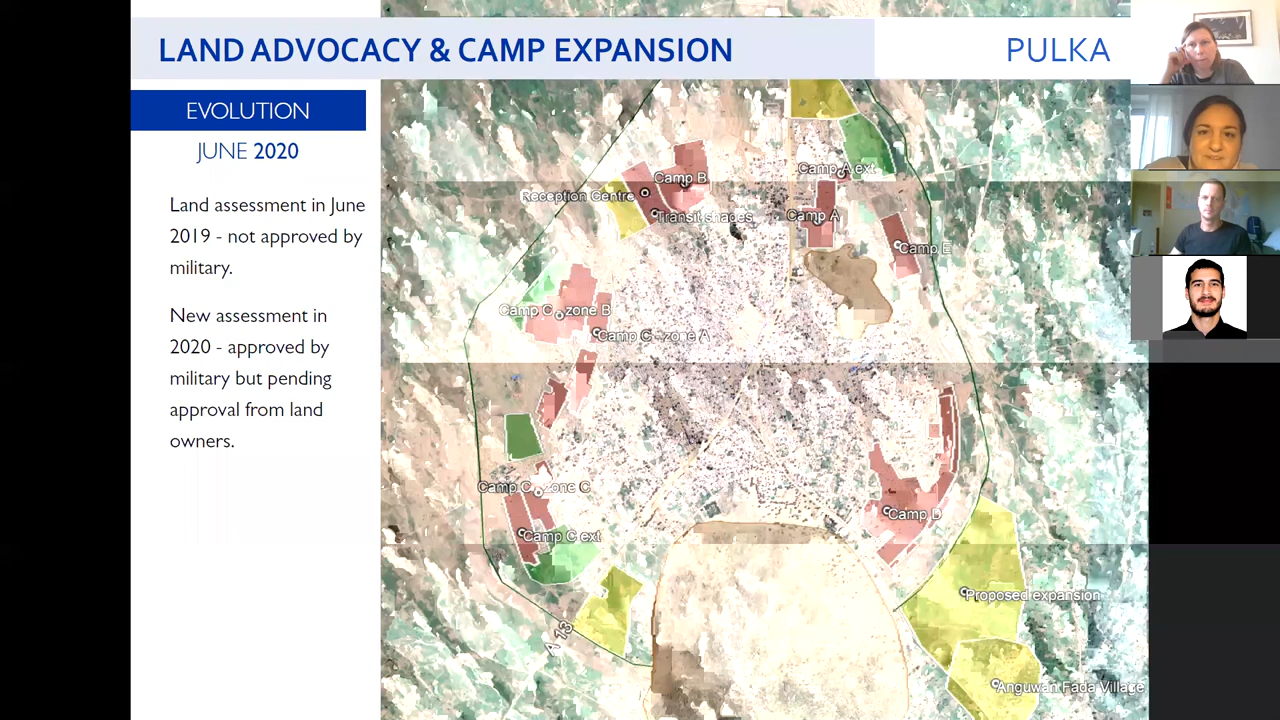 LAND ADVOCACY & CAMP EXPANSION
PULKA
EVOLUTION
JUNE 2020
Land assessment in June
2019 - not approved by
military.
New assessment in
2020 - approved by
military but pending
approval from land
owners.
Camp A ext
Camp B
Reception Centre
Transit shades
Camp A
Camp E
Camp C - zone B
Camp C - zone A
Camp C - zone C
Camp D
Camp C ext
Proposed expansion
A 13
Anguwan Fada Village